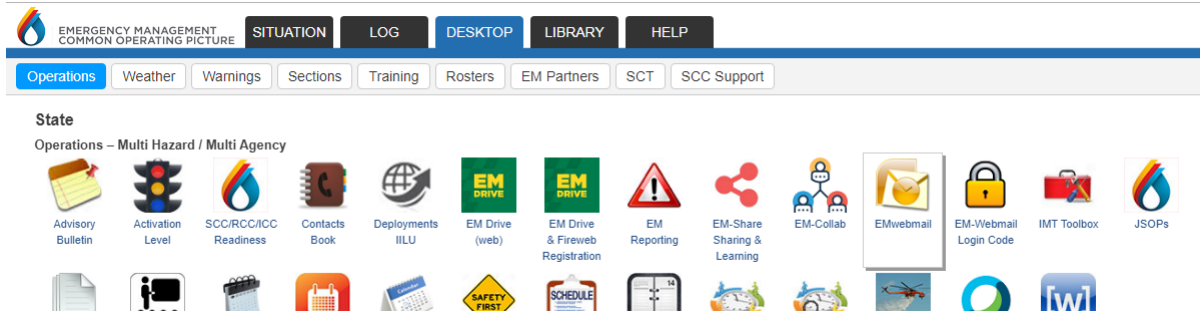 EMERGENCY MANAGEMENT
COMMON OPERATING PICTURE
SITUATION LOG DESKTOP LIBRARY HELP
Operations Weather Warnings Sections Training Rosters EM Partners SCT SCC Support
State
Operations – Multi Hazard / Multi Agency
EM DRIVE
EM DRIVE
Advisory Bulletin
Activation Level
SCC/RCC/ICC Readiness
Contacts Book
Deployments IILU
EM Drive (web)
EM Drive & Fireweb Registration
EM Reporting
EM-Share Sharing & Learning
EM-Collab
EMwebmail
EM-Webmail Login Code
IMT Toolbox
JSOPs
Calendar
SAFETY FIRST
SCHEDULE
14
[w]